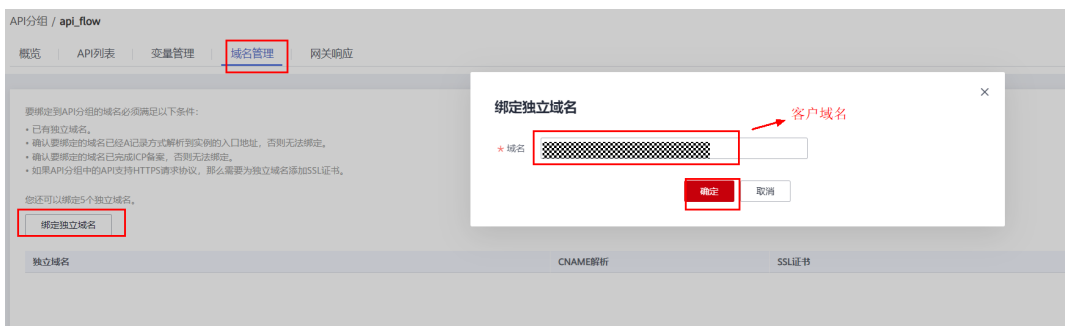 API分组 / api_flow
概览 API列表 变量管理 域名管理 网关响应
要绑定到API分组的域名必须满足以下条件：
• 已有独立域名。
• 确认要绑定的域名已经A记录方式解析到实例的入口地址，否则无法绑定。
• 确认要绑定的域名已完成ICP备案，否则无法绑定。
• 如果API分组中的API支持HTTPS请求协议，那么需要为独立域名添加SSL证书。
您还可以绑定5个独立域名。
绑定独立域名
绑定独立域名
客户域名
* 域名
确定 取消
独立域名 CNAME解析 SSL证书